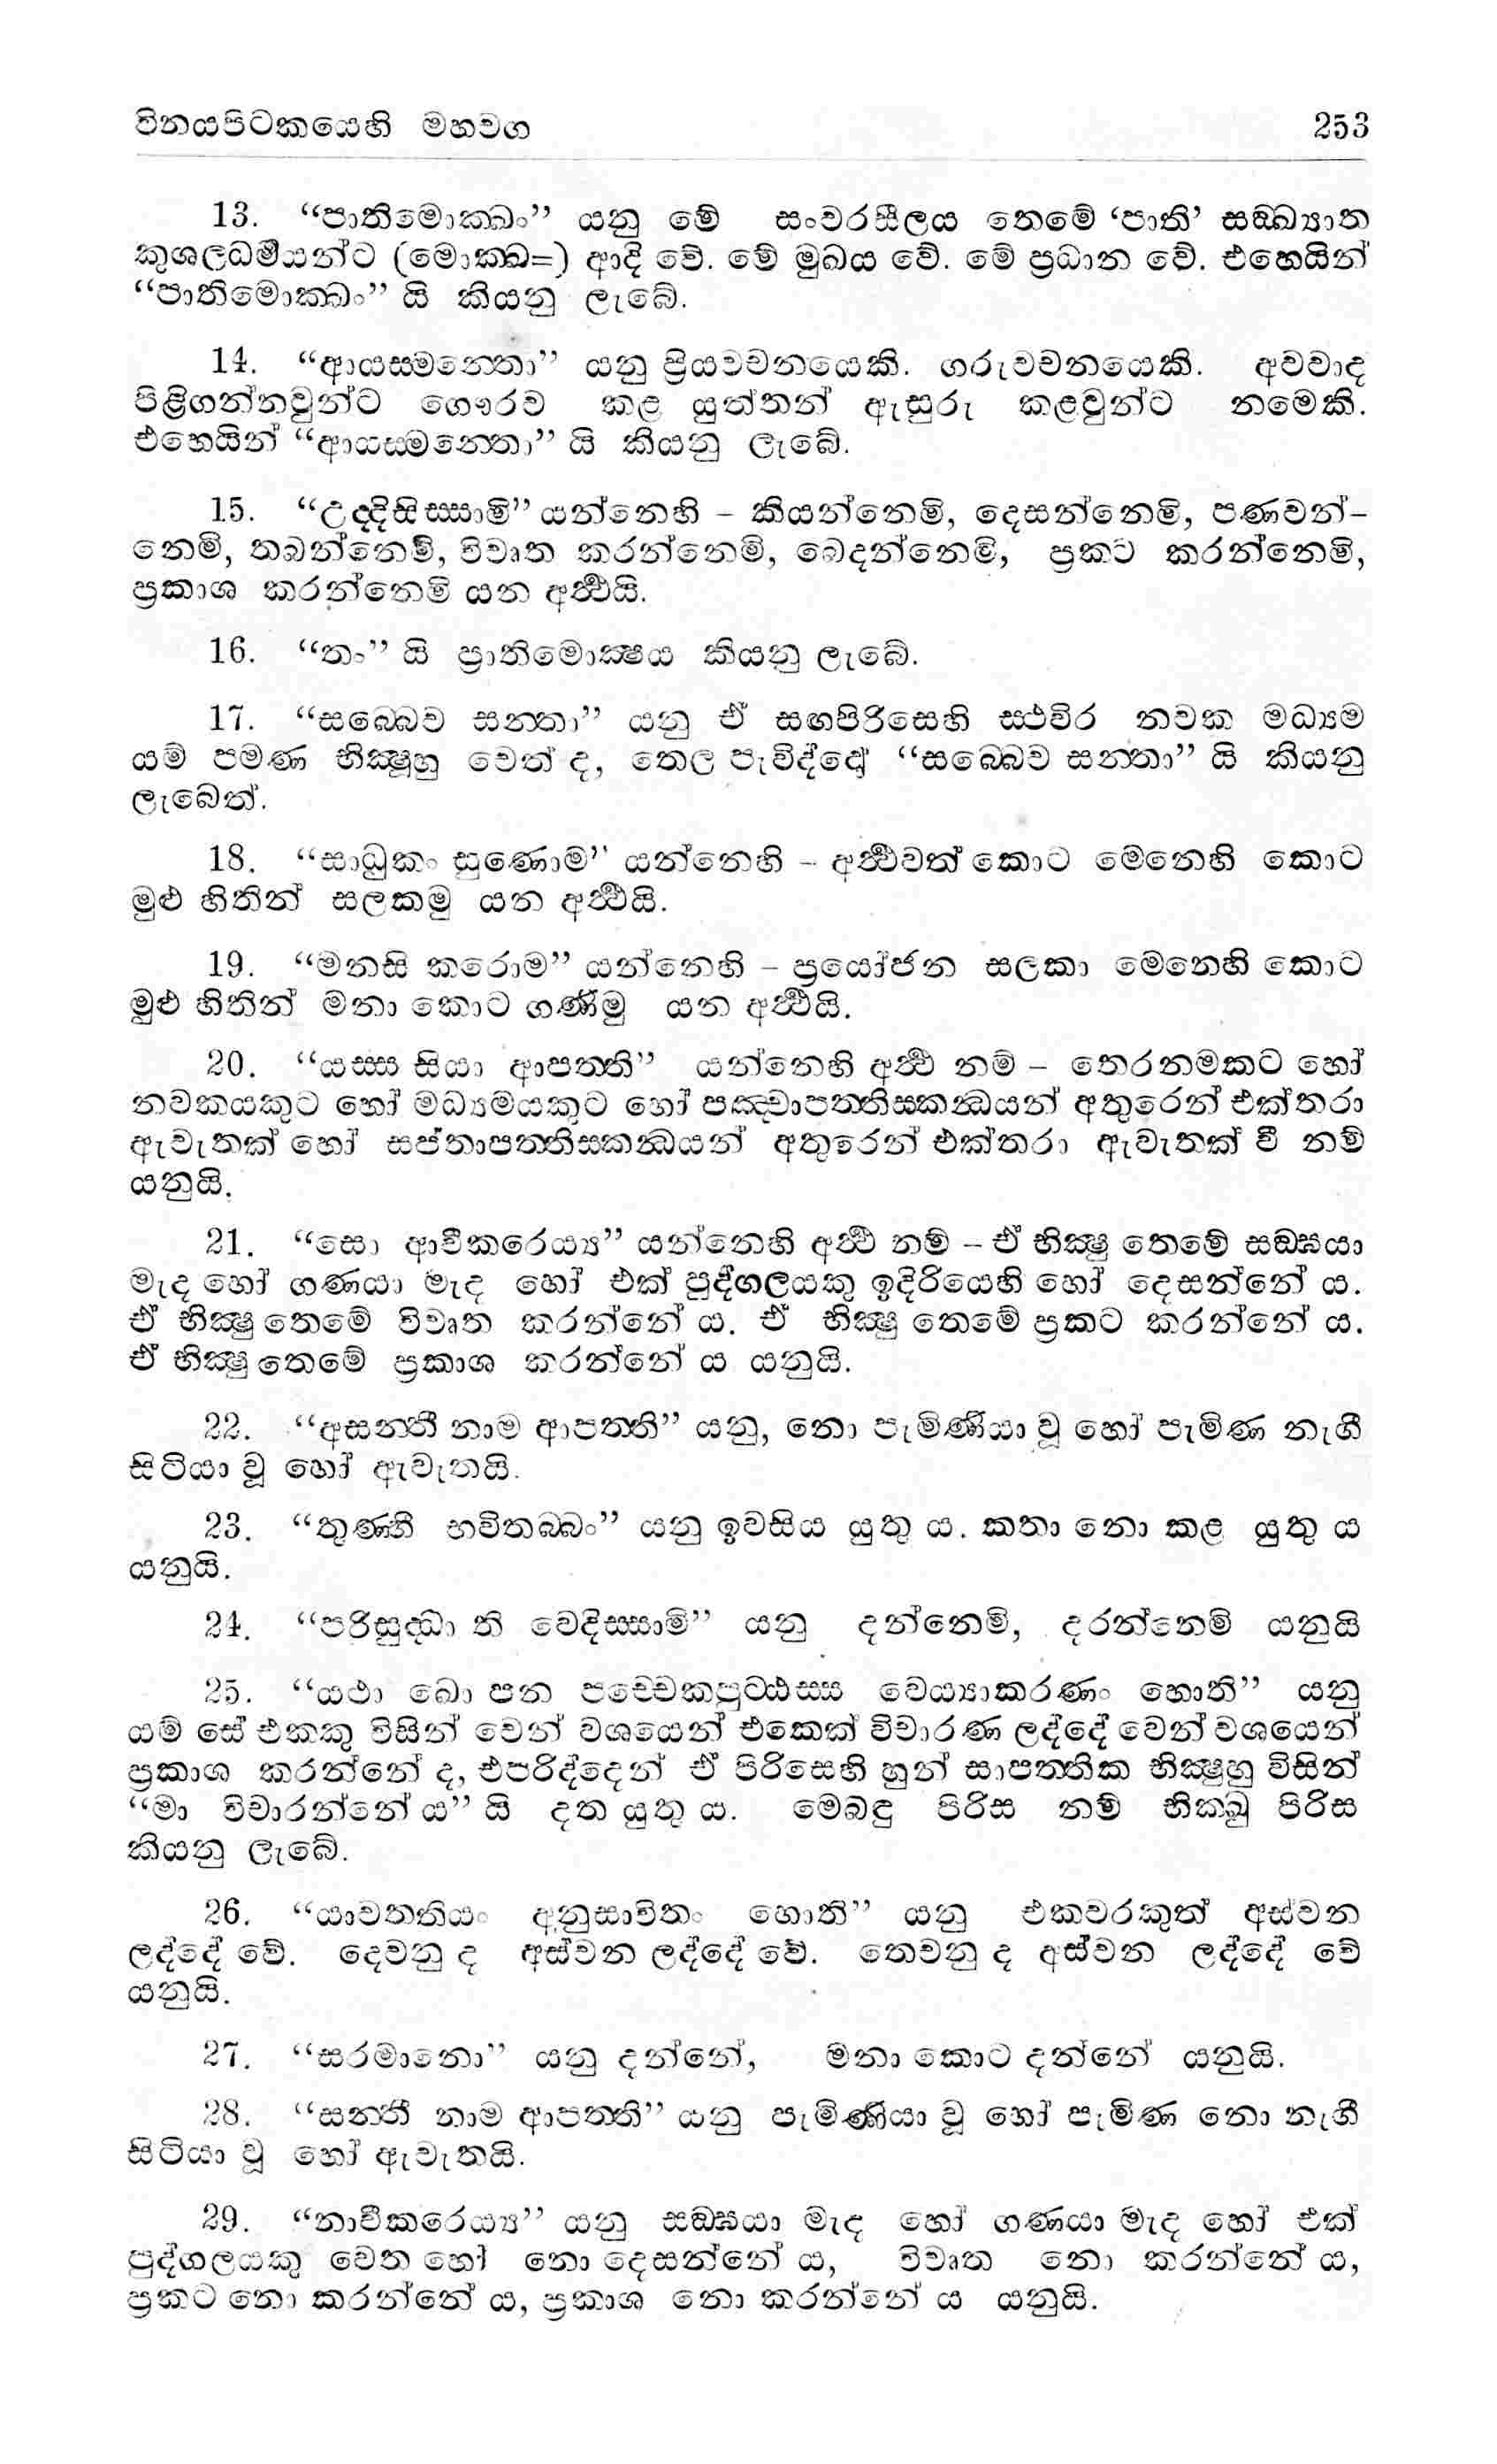 විනයපිටකයෙහි මහවග 253
13. “පාතිමොක්ඛං” යනු මේ සංවරසීලය තෙමේ ‘පාති’ සඞ්ඛ්‍යාත
කුශලධර්‍මයන්ට (මොක්ඛ=) ආදි වේ. මේ මුඛය වේ. මේ ප්‍රධාන වේ. එහෙයින්
“පාතිමොක්ඛං” යි කියනු ලැබේ.
14. “ආයස්මන්තො” යනු ප්‍රියවචනයෙකි. ගරුවචනයෙකි. අවවාද
පිළිගන්නවුන්ට ගෞරව කළ යුත්තන් ඇසුරු කළවුන්ට නමෙකි.
එහෙයින් “ආයස්මන්තො” යි කියනු ලැබේ.
15. “උද්දිසිස්සාමි” යන්නෙහි – කියන්නෙමි, දෙසන්නෙමි, පණවන්–
නෙමි, තබන්නෙමි, විවෘත කරන්නෙමි, බෙදන්නෙමි, ප්‍රකට කරන්නෙමි,
ප්‍රකාශ කරන්නෙමි යන අර්‍ථයි.
16. “තං” යි ප්‍රාතිමොක්‍ෂය කියනු ලැබේ.
17. “සබ්බෙව සන්තා” යනු ඒ සඟපිරිසෙහි ස්ථවිර නවක මධ්‍යම
යම් පමණ භික්‍ෂූහු වෙත් ද, තෙල පැවිද්දෝ “සබ්බෙව සන්තා” යි කියනු
ලැබෙත්.
18. “සාධුකං සුණොම” යන්නෙහි – අර්‍ථවත් කොට මෙනෙහි කොට
මුළු හිතින් සලකමු යන අර්‍ථයි.
19. “මනසි කරොම” යන්නෙහි – ප්‍රයෝජන සලකා මෙනෙහි කොට
මුළු හිතින් මනා කොට ගණිමු යන අර්‍ථයි.
20. “යස්ස සියා ආපත්ති” යන්නෙහි අර්‍ථ නම් – තෙරනමකට හෝ
නවකයකුට හෝ මධ්‍යමයකුට හෝ පඤ්චාපත්තිස්කන්ධයන් අතුරෙන් එක්තරා
ඇවැතක් හෝ සප්තාපත්තිස්කන්ධයන් අතුරෙන් එක්තරා ඇවැතක් වී නම්
යනුයි.
21. “සො ආවීකරෙය්‍ය” යන්නෙහි අර්‍ථ නම් – ඒ භික්‍ෂු තෙමේ සඞ්ඝයා
මැද හෝ ගණයා මැද හෝ එක් පුද්ගලයකු ඉදිරියෙහි හෝ දෙසන්නේ ය.
ඒ භික්‍ෂු තෙමේ විවෘත කරන්නේ ය. ඒ භික්‍ෂු තෙමේ ප්‍රකට කරන්නේ ය.
ඒ භික්‍ෂු තෙමේ ප්‍රකාශ කරන්නේ ය යනුයි.
22. “අසන්තී නාම ආපත්ති” යනු, නො පැමිණියා වූ හෝ පැමිණ නැඟී
සිටියා වූ හෝ ඇවැතයි.
23. “තුණ්හී භවිතබ්බං” යනු ඉවසිය යුතු ය. කතා නො කළ යුතු ය
යනුයි.
24. “පරිසුද්ධා ති වෙදිස්සාමි” යනු දන්නෙමි, දරන්නෙමි යනුයි
25. “යථා ඛො පන පච්චෙකපුට්ඨස්ස වෙය්‍යාකරණං හොති” යනු
යම් සේ එකකු විසින් වෙන් වශයෙන් එකෙක් විචාරණ ලද්දේ වෙන් වශයෙන්
ප්‍රකාශ කරන්නේ ද, එපරිද්දෙන් ඒ පිරිසෙහි හුන් සාපත්තික භික්‍ෂූහු විසින්
“මා විචාරන්නේ ය” යි දත යුතු ය. මෙබඳු පිරිස නම් භික්ඛු පිරිස
කියනු ලැබේ.
26. “යාවතතියං අනුසාවිතං හොති” යනු එකවරකුත් අස්වන
ලද්දේ වේ. දෙවනු ද අස්වන ලද්දේ වේ. තෙවනු ද අස්වන ලද්දේ වේ
යනුයි.
27. “සරමානො” යනු දන්නේ, මනා කොට දන්නේ යනුයි.
28. “සන්තී නාම ආපත්ති” යනු පැමිණියා වූ හෝ පැමිණ නො නැඟී
සිටියා වූ හෝ ඇවැතයි.
29. “නාවීකරෙය්‍ය” යනු සඞ්ඝයා මැද හෝ ගණයා මැද හෝ එක්
පුද්ගලයකු වෙත හෝ නො දෙසන්නේ ය, විවෘත නො කරන්නේ ය,
ප්‍රකට නො කරන්නේ ය, ප්‍රකාශ නො කරන්නේ ය යනුයි.